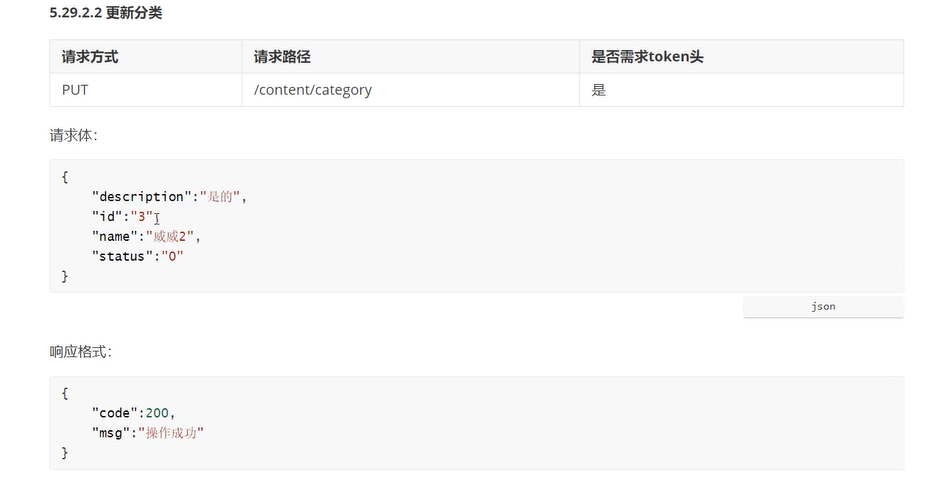 5.29.2.2 更新分类
请求方式 请求路径 是否需求token头
PUT /content/category 是
请求体：
{
"description":"是的",
"id":"3"
"name":"威威2",
"status":"0"
}
json
响应格式：
{
"code":200,
"msg":"操作成功"
}